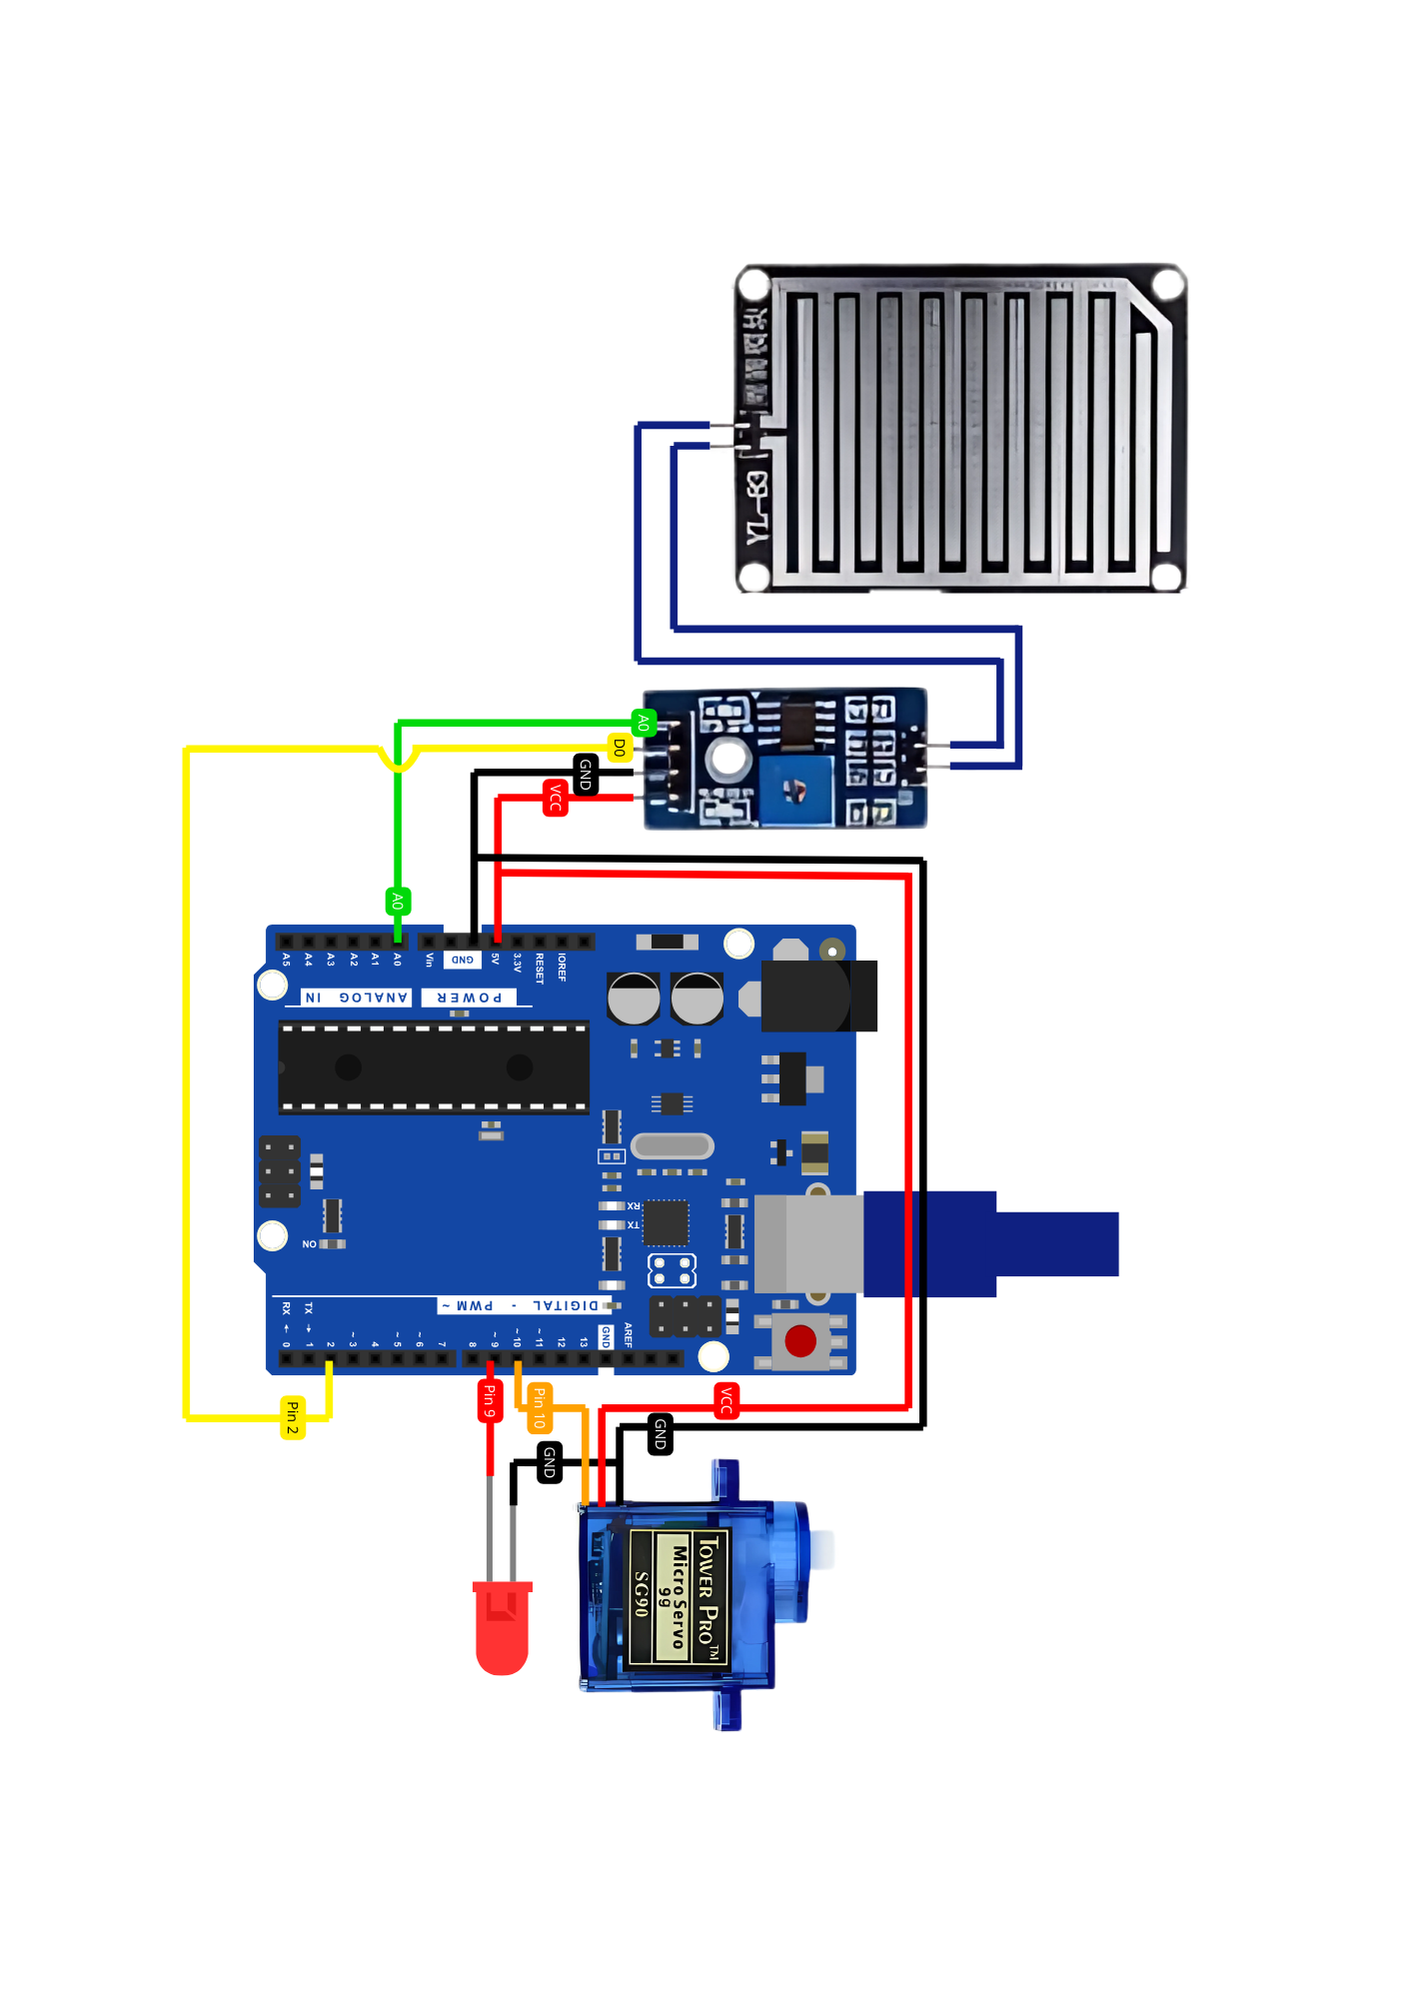 YL-83
A0
D0
GND
VCC
A0
A5
A4
A3
A2
A1
A0
Vin
GND
5V
3.3V
RESET
IOREF
ANALOG IN
POWER
RX
TX
ON
DIGITAL - PWM ~
RX ←
TX →
0
1
2
~ 3
4
~ 5
~ 6
7
8
~ 9
~ 10
~ 11
12
13
GND
AREF
Pin 2
Pin 9
Pin 10
VCC
GND
GND
TOWER PRO™
Micro Servo
9g
SG90